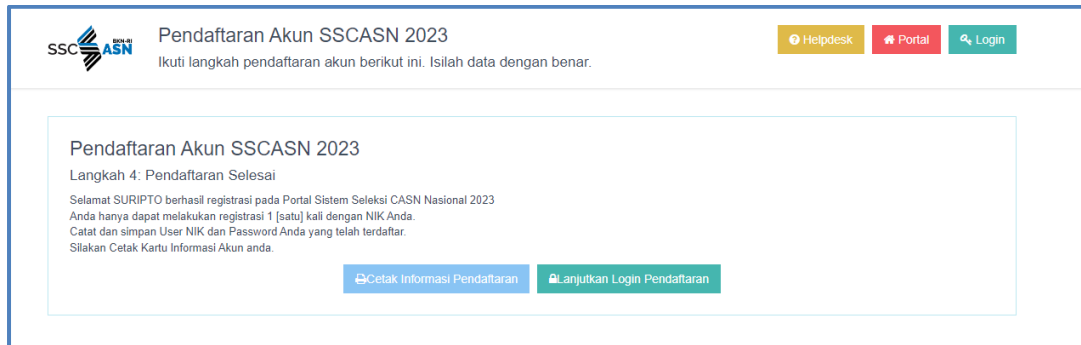 SSC BKN-RI ASN
Pendaftaran Akun SSCASN 2023
Ikuti langkah pendaftaran akun berikut ini. Isilah data dengan benar.
Helpdesk
Portal
Login
Pendaftaran Akun SSCASN 2023
Langkah 4: Pendaftaran Selesai
Selamat SURIPTO berhasil registrasi pada Portal Sistem Seleksi CASN Nasional 2023
Anda hanya dapat melakukan registrasi 1 [satu] kali dengan NIK Anda.
Catat dan simpan User NIK dan Password Anda yang telah terdaftar.
Silakan Cetak Kartu Informasi Akun anda.
Cetak Informasi Pendaftaran
Lanjutkan Login Pendaftaran